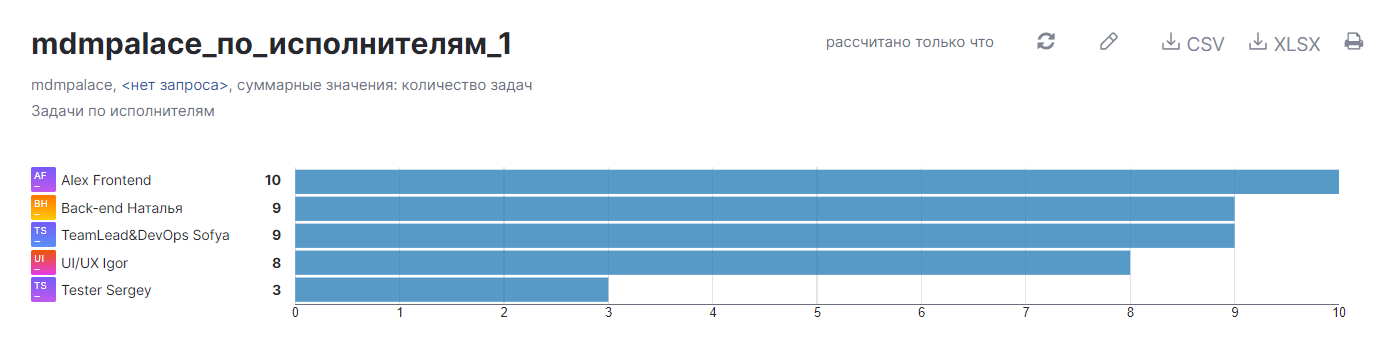 mdmpalace_по_исполнителям_1
рассчитано только что
CSV
XLSX
mdmpalace, <нет запроса>, суммарные значения: количество задач
Задачи по исполнителям
AF Alex Frontend 10
BH Back-end Наталья 9
TS TeamLead&DevOps Sofya 9
UI UI/UX Igor 8
TS Tester Sergey 3
0 1 2 3 4 5 6 7 8 9 10